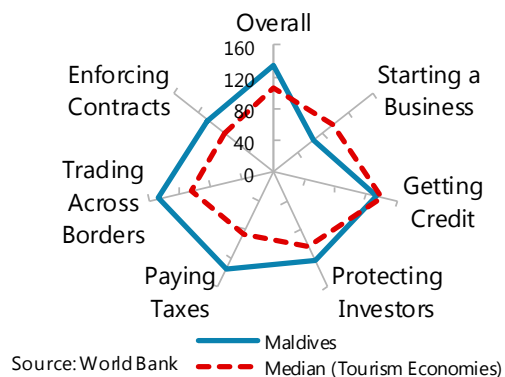 Overall
160
120
80
40
0
Enforcing
Contracts
Starting a
Business
Trading
Across
Borders
Getting
Credit
Paying
Taxes
Protecting
Investors
Maldives
Source: World Bank
Median (Tourism Economies)